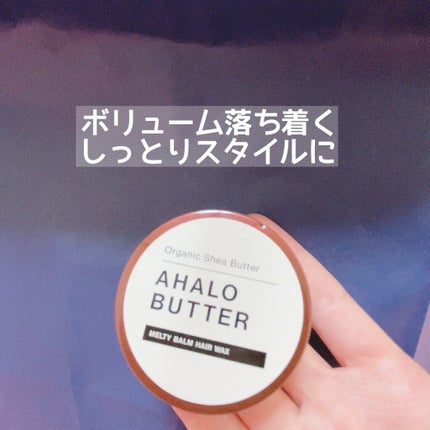 ボリューム落ち着く
しっとりスタイルに
Organic Shea Butter
AHALO
BUTTER
MELTY BALM HAIR WAX